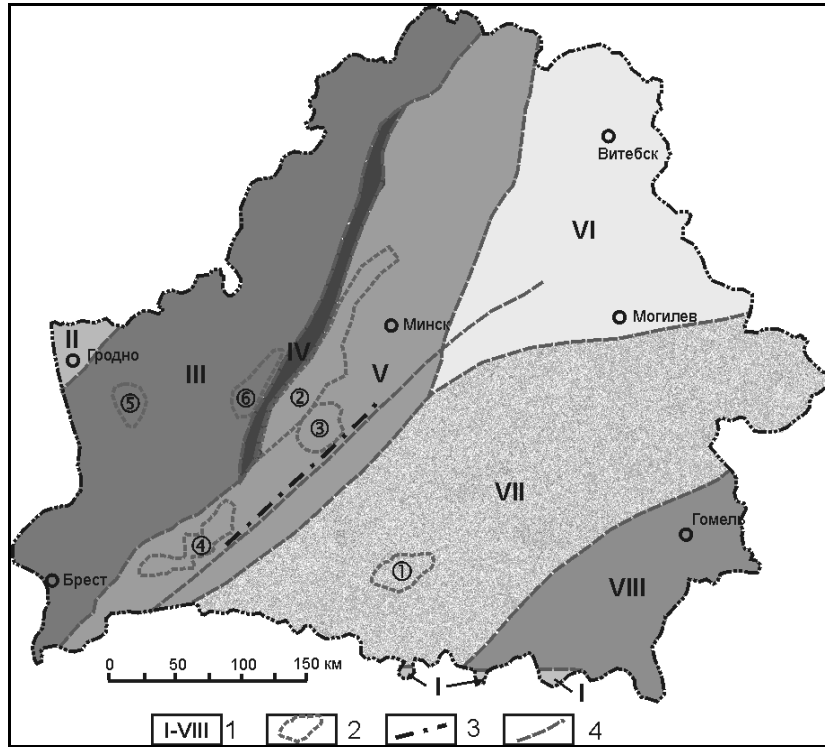 Витебск
VI
Минск
Могилев
II
Гродно
III
IV
V
⑤
⑥
②
③
VII
Гомель
④
①
Брест
VIII
0 50 100 150 км
I
I
I-VIII 1 2 3 4